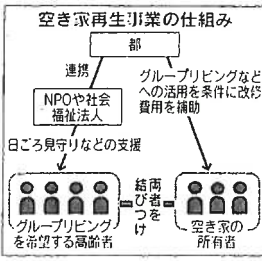 空き家再生事業の仕組み
都
連携
グループリビングなど
への活用を条件に改修
費用を補助
NPOや社会
福祉法人
日ごろ見守りなどの支援
両者を
結びつけ
グループリビング
を希望する高齢者
空き家の
所有者